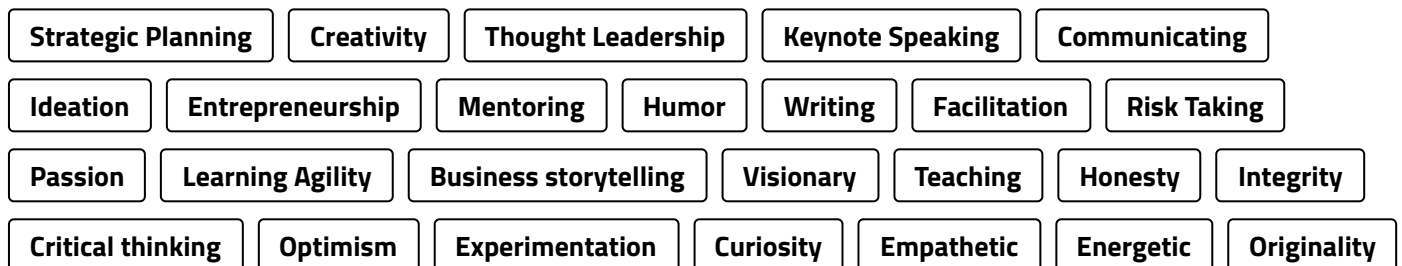 Strategic Planning Creativity Thought Leadership Keynote Speaking Communicating
Ideation Entrepreneurship Mentoring Humor Writing Facilitation Risk Taking
Passion Learning Agility Business storytelling Visionary Teaching Honesty Integrity
Critical thinking Optimism Experimentation Curiosity Empathetic Energetic Originality